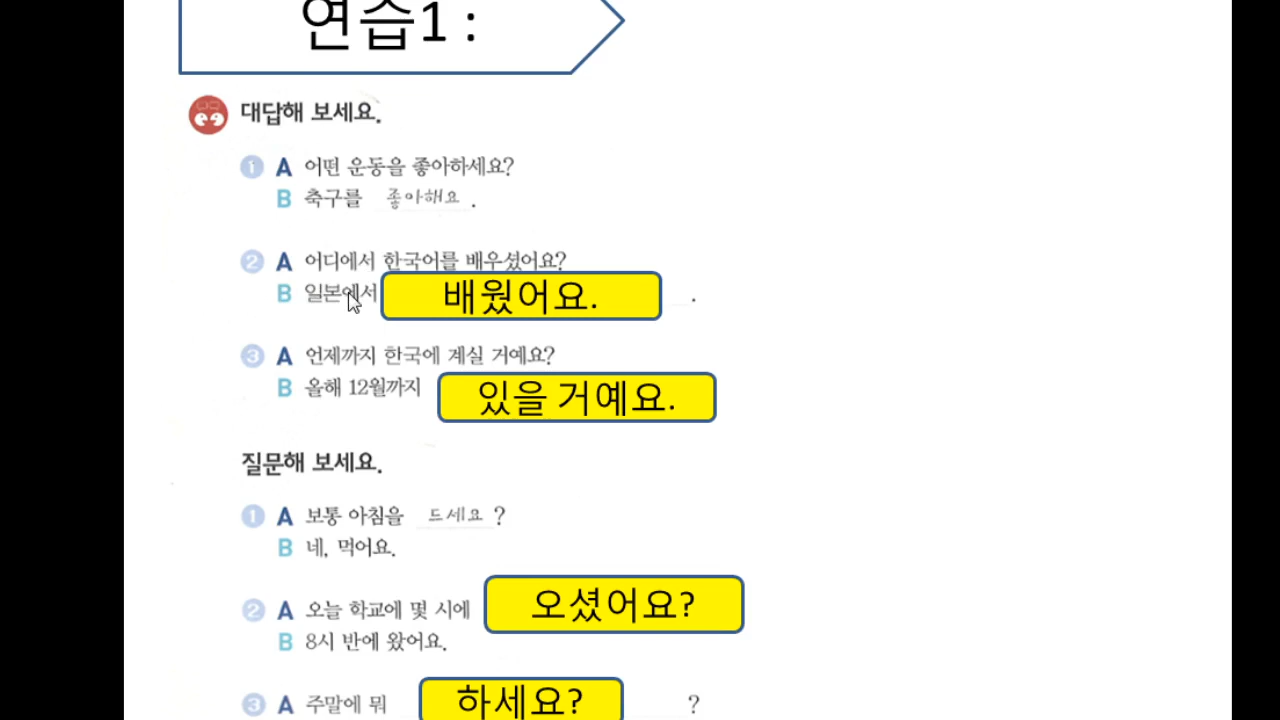 연습1 :
대답해 보세요.
1 A 어떤 운동을 좋아하세요?
B 축구를 좋아해요 .
2 A 어디에서 한국어를 배우셨어요?
B 일본에서 배웠어요. .
3 A 언제까지 한국에 계실 거예요?
B 올해 12월까지 있을 거예요.
질문해 보세요.
1 A 보통 아침을 드세요 ?
B 네, 먹어요.
2 A 오늘 학교에 몇 시에 오셨어요?
B 8시 반에 왔어요.
3 A 주말에 뭐 하세요? ?